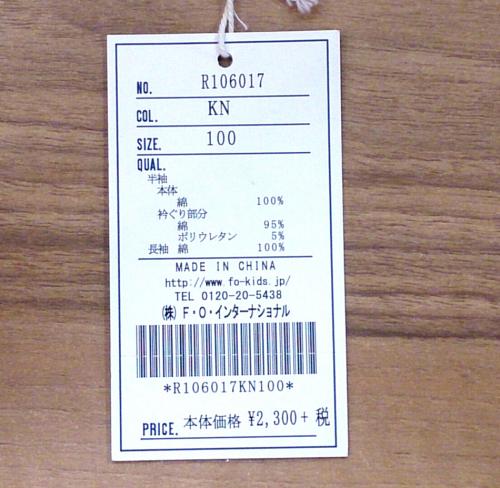 NO. R106017
COL. KN
SIZE. 100
QUAL.
半袖
本体
綿 100%
衿ぐり部分
綿 95%
ポリウレタン 5%
長袖 綿 100%
MADE IN CHINA
http://www.fo-kids.jp/
TEL 0120-20-5438
㈱ F・O・インターナショナル
*R106017KN100*
PRICE. 本体価格 ¥2,300+ 税